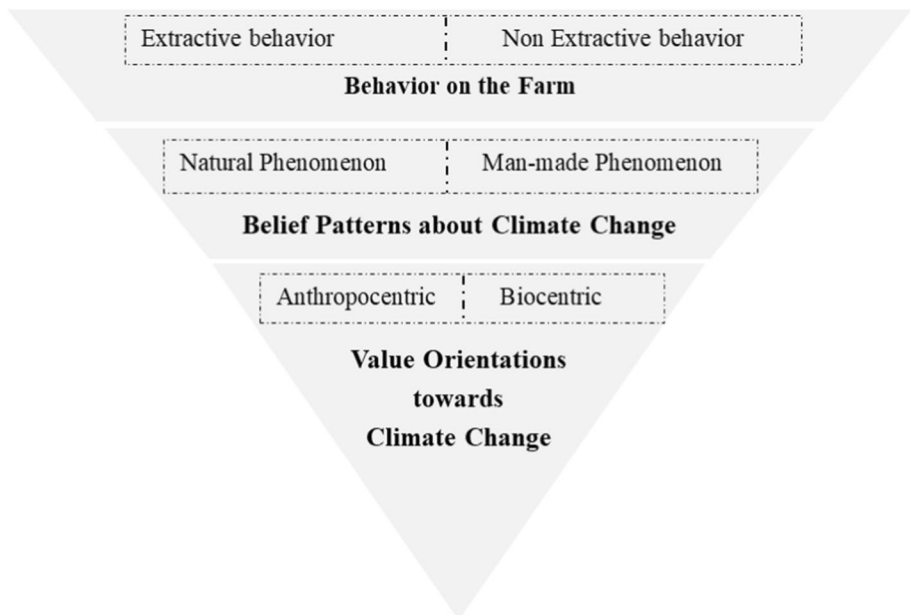 Extractive behavior Non Extractive behavior
Behavior on the Farm
Natural Phenomenon Man-made Phenomenon
Belief Patterns about Climate Change
Anthropocentric Biocentric
Value Orientations
towards
Climate Change